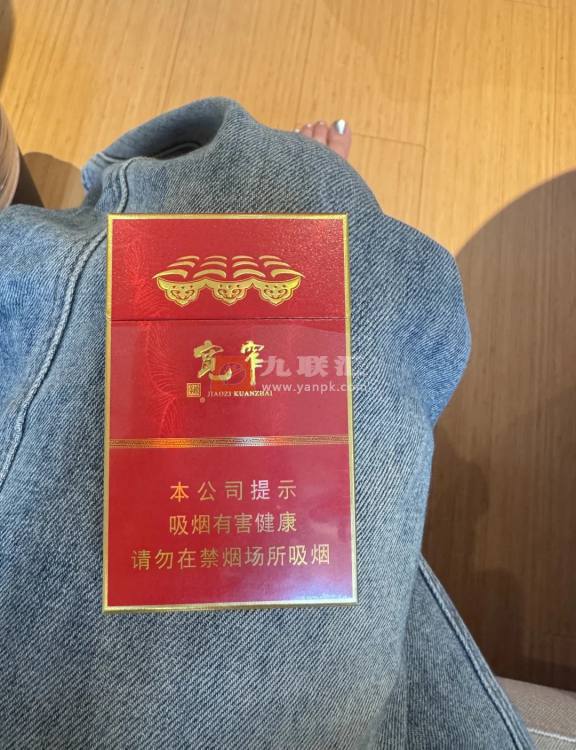 宽窄
JIAOZI KUANZHAI
九联汇
www.yanpk.com
本公司提示
吸烟有害健康
请勿在禁烟场所吸烟